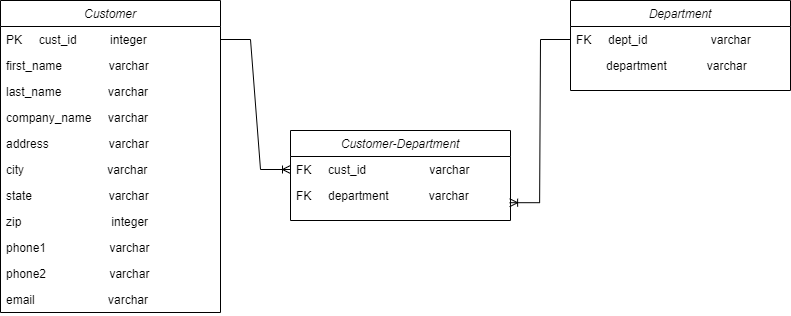 Customer
PK cust_id integer
first_name varchar
last_name varchar
company_name varchar
address varchar
city varchar
state varchar
zip integer
phone1 varchar
phone2 varchar
email varchar
Customer-Department
FK cust_id varchar
FK department varchar
Department
FK dept_id varchar
department varchar